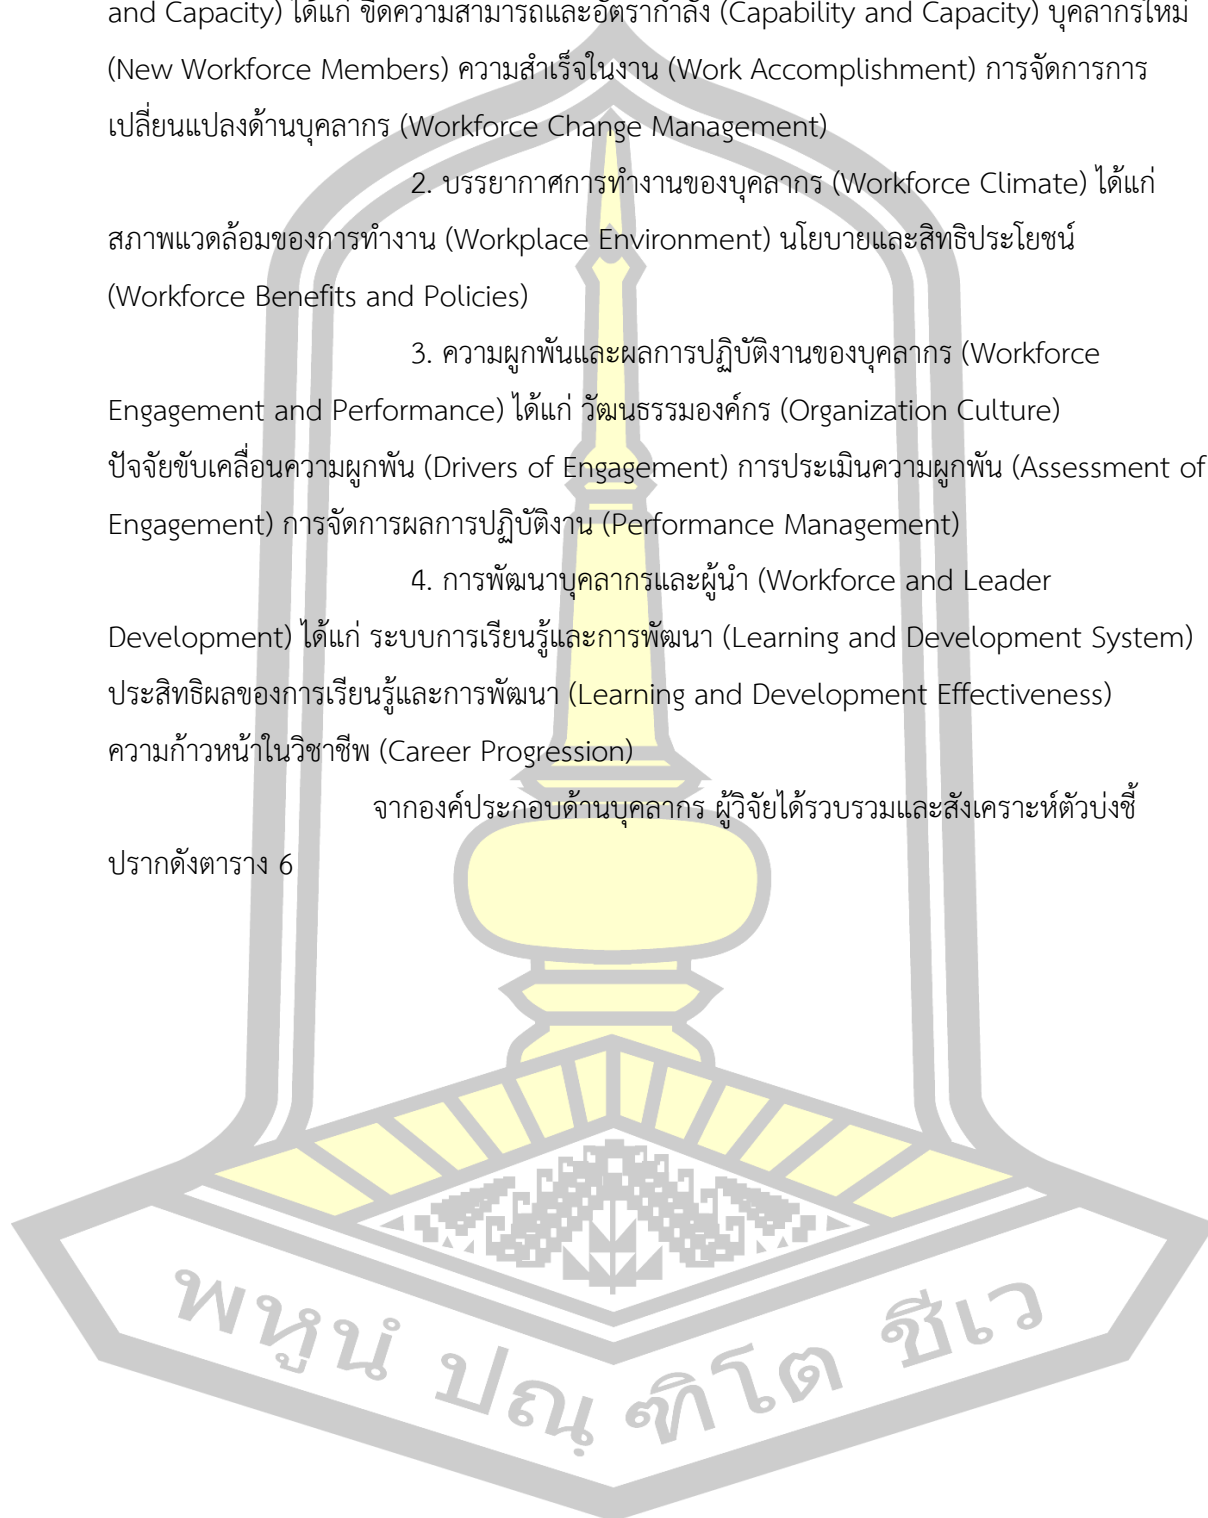 and Capacity) ได้แก่ ขีดความสามารถและอัตรากำลัง (Capability and Capacity) บุคลากรใหม่
(New Workforce Members) ความสำเร็จในงาน (Work Accomplishment) การจัดการการ
เปลี่ยนแปลงด้านบุคลากร (Workforce Change Management)
2. บรรยากาศการทำงานของบุคลากร (Workforce Climate) ได้แก่
สภาพแวดล้อมของการทำงาน (Workplace Environment) นโยบายและสิทธิประโยชน์
(Workforce Benefits and Policies)
3. ความผูกพันและผลการปฏิบัติงานของบุคลากร (Workforce
Engagement and Performance) ได้แก่ วัฒนธรรมองค์กร (Organization Culture)
ปัจจัยขับเคลื่อนความผูกพัน (Drivers of Engagement) การประเมินความผูกพัน (Assessment of
Engagement) การจัดการผลการปฏิบัติงาน (Performance Management)
4. การพัฒนาบุคลากรและผู้นำ (Workforce and Leader
Development) ได้แก่ ระบบการเรียนรู้และการพัฒนา (Learning and Development System)
ประสิทธิผลของการเรียนรู้และการพัฒนา (Learning and Development Effectiveness)
ความก้าวหน้าในวิชาชีพ (Career Progression)
จากองค์ประกอบด้านบุคลากร ผู้วิจัยได้รวบรวมและสังเคราะห์ตัวบ่งชี้
ปรากดังตาราง 6
พหูนํ ปณฺฑิโต ชีเว